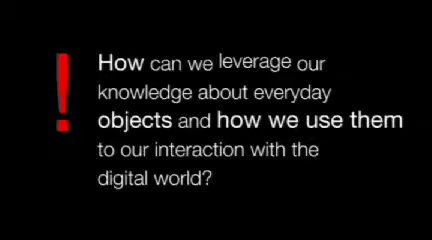 !
How can we leverage our
knowledge about everyday
objects and how we use them
to our interaction with the
digital world?